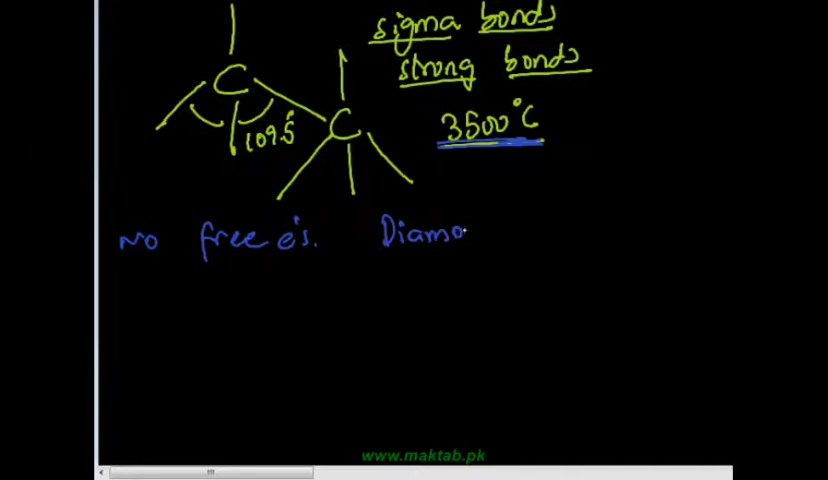 sigma bonds
strong bonds
C
109.5°
C
3500°C
No free e's. Diamo
www.maktab.pk